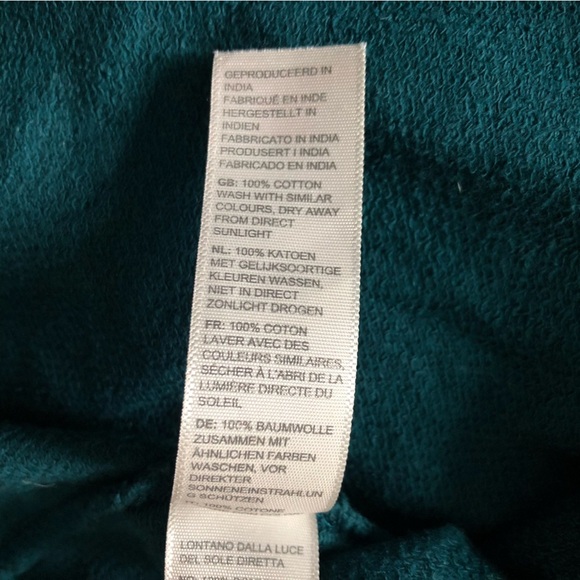 GEPRODUCEERD IN
INDIA
FABRIQUÉ EN INDE
HERGESTELLT IN
INDIEN
FABBRICATO IN INDIA
PRODUSERT I INDIA
FABRICADO EN INDIA
GB: 100% COTTON
WASH WITH SIMILAR
COLOURS, DRY AWAY
FROM DIRECT
SUNLIGHT
NL: 100% KATOEN
MET GELIJKSOORTIGE
KLEUREN WASSEN,
NIET IN DIRECT
ZONLICHT DROGEN
FR: 100% COTON
LAVER AVEC DES
COULEURS SIMILAIRES,
SÉCHER À L'ABRI DE LA
LUMIÈRE DIRECTE DU
SOLEIL
DE: 100% BAUMWOLLE
ZUSAMMEN MIT
ÄHNLICHEN FARBEN
WASCHEN, VOR
DIREKTER
SONNENEINSTRAHLUN
G SCHÜTZEN
IT: 100% COTONE
LONTANO DALLA LUCE
DEL SOLE DIRETTA